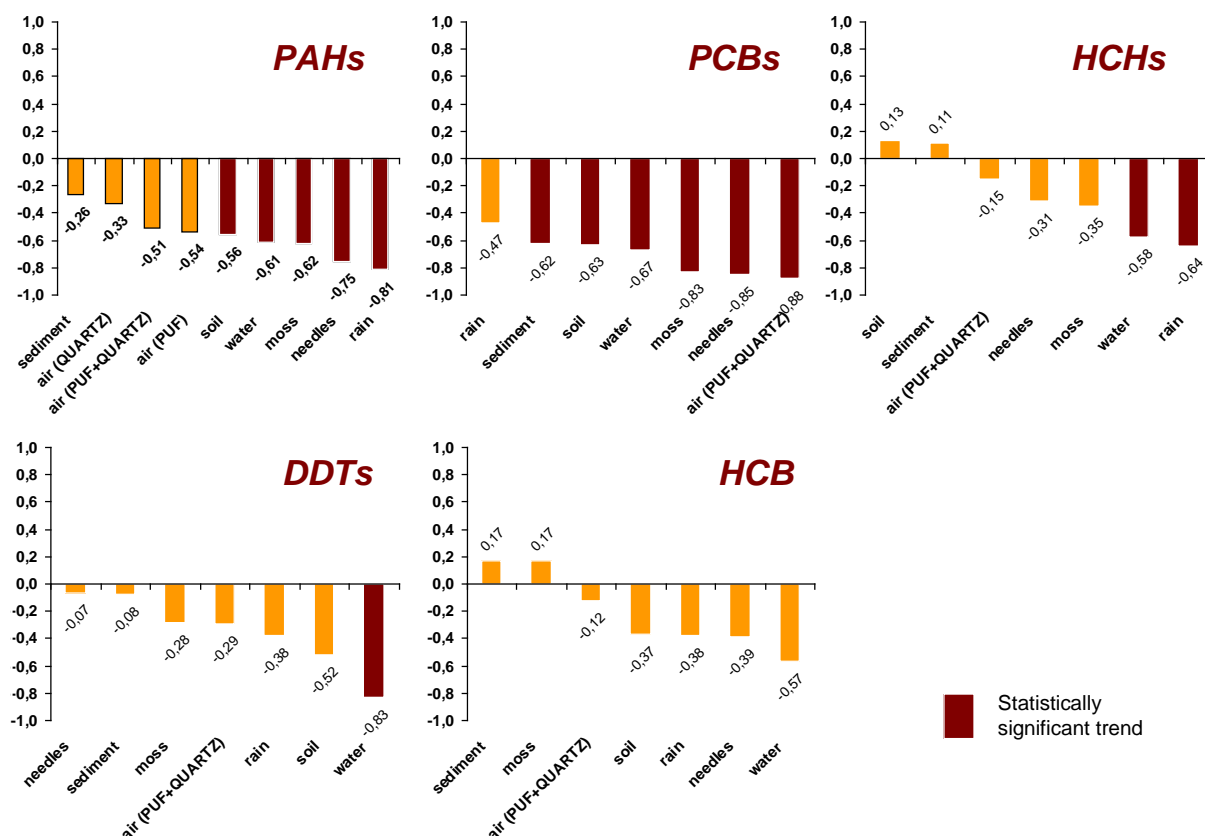 PAHs
1,0
0,8
0,6
0,4
0,2
0,0
-0,2
-0,4
-0,6
-0,8
-1,0
-0,26
-0,33
-0,51
-0,54
-0,56
-0,61
-0,62
-0,75
-0,81
sediment
air (QUARTZ)
air (PUF+QUARTZ)
air (PUF)
soil
water
moss
needles
rain
PCBs
1,0
0,8
0,6
0,4
0,2
0,0
-0,2
-0,4
-0,6
-0,8
-1,0
-0,47
-0,62
-0,63
-0,67
-0,83
-0,85
-0,88
rain
sediment
soil
water
moss
needles
air (PUF+QUARTZ)
HCHs
1,0
0,8
0,6
0,4
0,2
0,0
-0,2
-0,4
-0,6
-0,8
-1,0
0,13
0,11
-0,15
-0,31
-0,35
-0,58
-0,64
soil
sediment
air (PUF+QUARTZ)
needles
moss
water
rain
DDTs
1,0
0,8
0,6
0,4
0,2
0,0
-0,2
-0,4
-0,6
-0,8
-1,0
-0,07
-0,08
-0,28
-0,29
-0,38
-0,52
-0,83
needles
sediment
moss
air (PUF+QUARTZ)
rain
soil
water
HCB
1,0
0,8
0,6
0,4
0,2
0,0
-0,2
-0,4
-0,6
-0,8
-1,0
0,17
0,17
-0,12
-0,37
-0,38
-0,39
-0,57
sediment
moss
air (PUF+QUARTZ)
soil
rain
needles
water
Statistically
significant trend